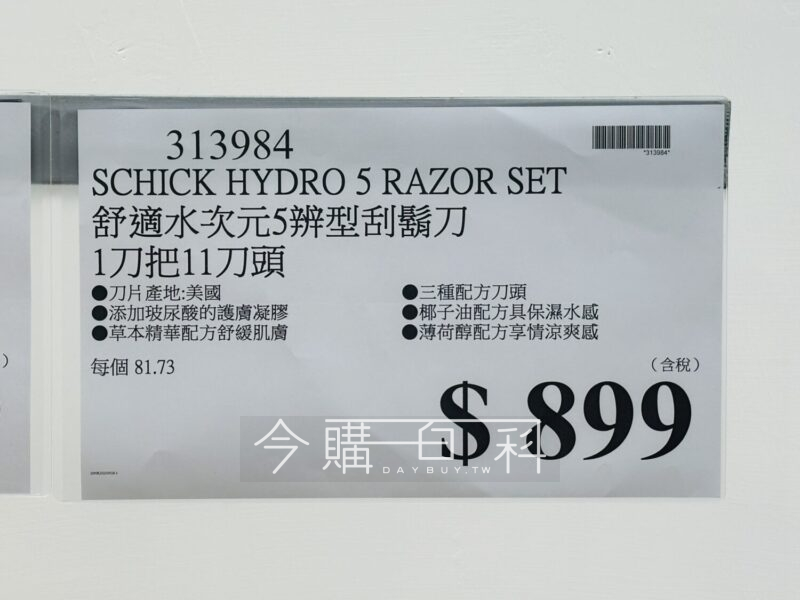 313984
*313984*
SCHICK HYDRO 5 RAZOR SET
舒適水次元5辨型刮鬍刀
1刀把11刀頭
●刀片產地:美國
●三種配方刀頭
●添加玻尿酸的護膚凝膠
●椰子油配方具保濕水感
●草本精華配方舒緩肌膚
●薄荷醇配方享情涼爽感
每個 81.73
（含稅）
$ 899
今購百科
DAYBUY.TW
）